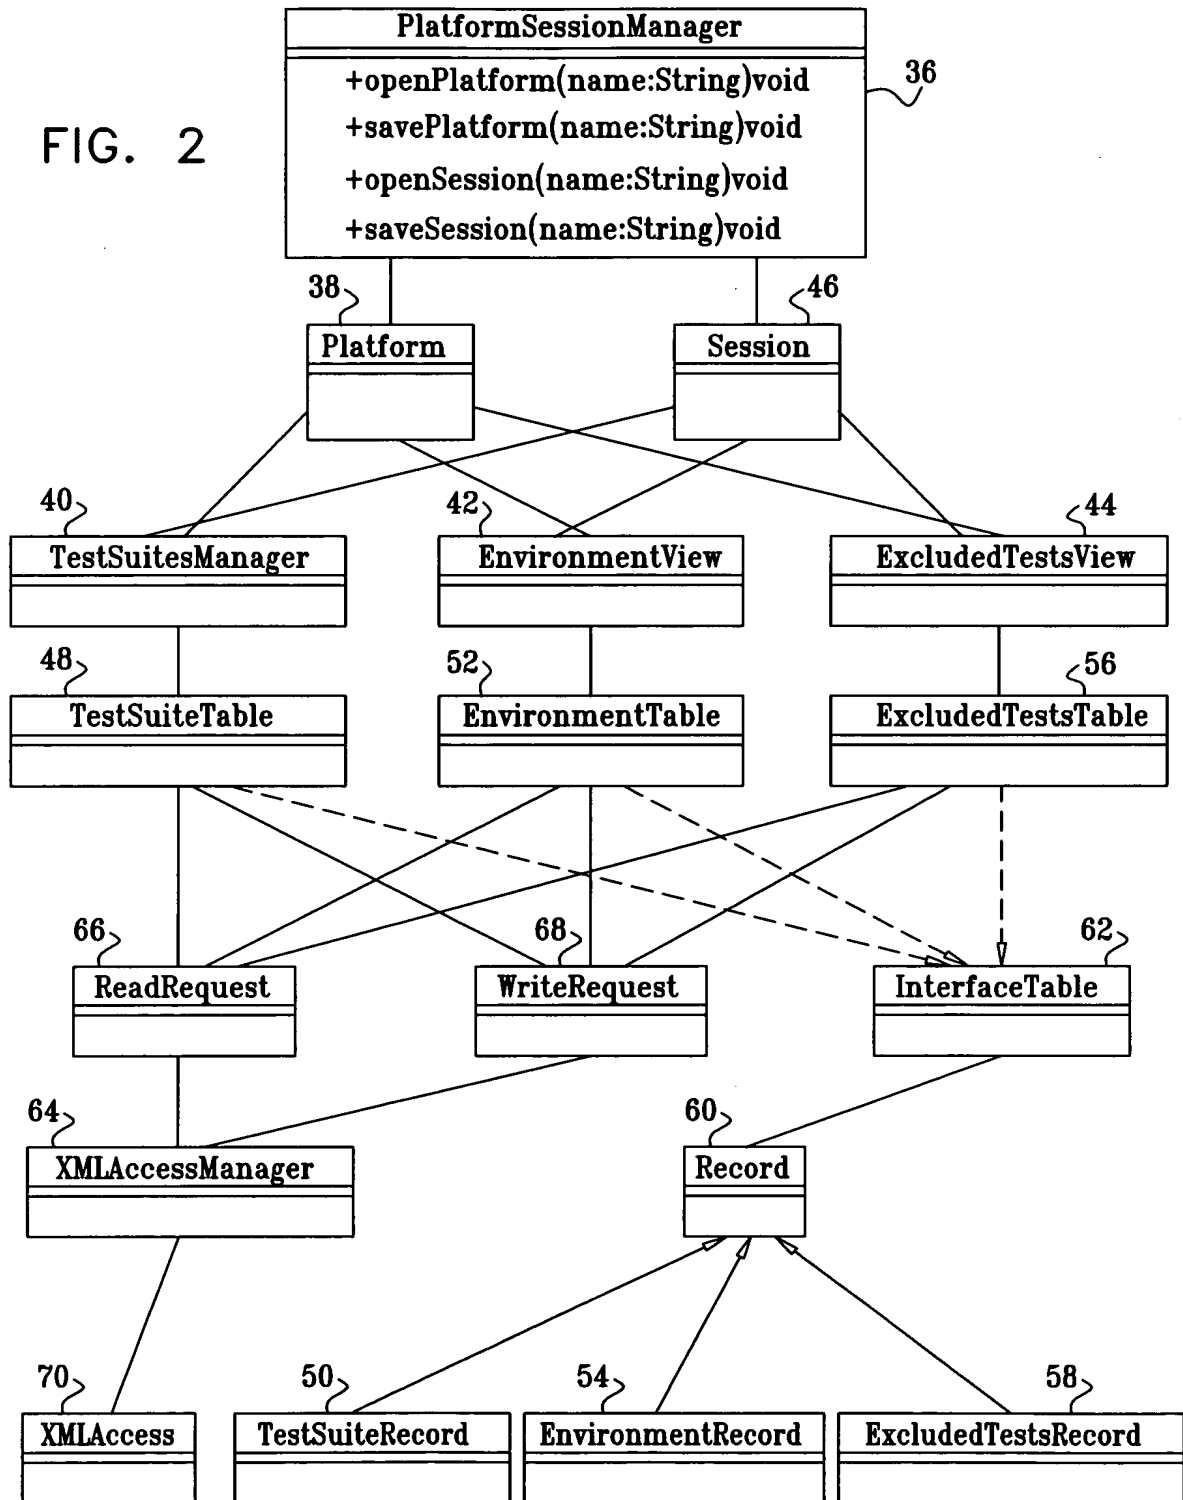 PlatformSessionManager
+openPlatform(name:String)void
36
+savePlatform(name:String)void
FIG. 2
+openSession(name:String)void
+saveSession(name:String)void
38
46
Platform
Session
40
42
44
TestSuitesManager
EnvironmentView
ExcludedTestsView
48
52
56
TestSuiteTable
EnvironmentTable
ExcludedTestsTable
66
68
62
ReadRequest
WriteRequest
InterfaceTable
64
60
XMLAccessManager
Record
70
50
54
58
XMLAccess
TestSuiteRecord
EnvironmentRecord
ExcludedTestsRecord